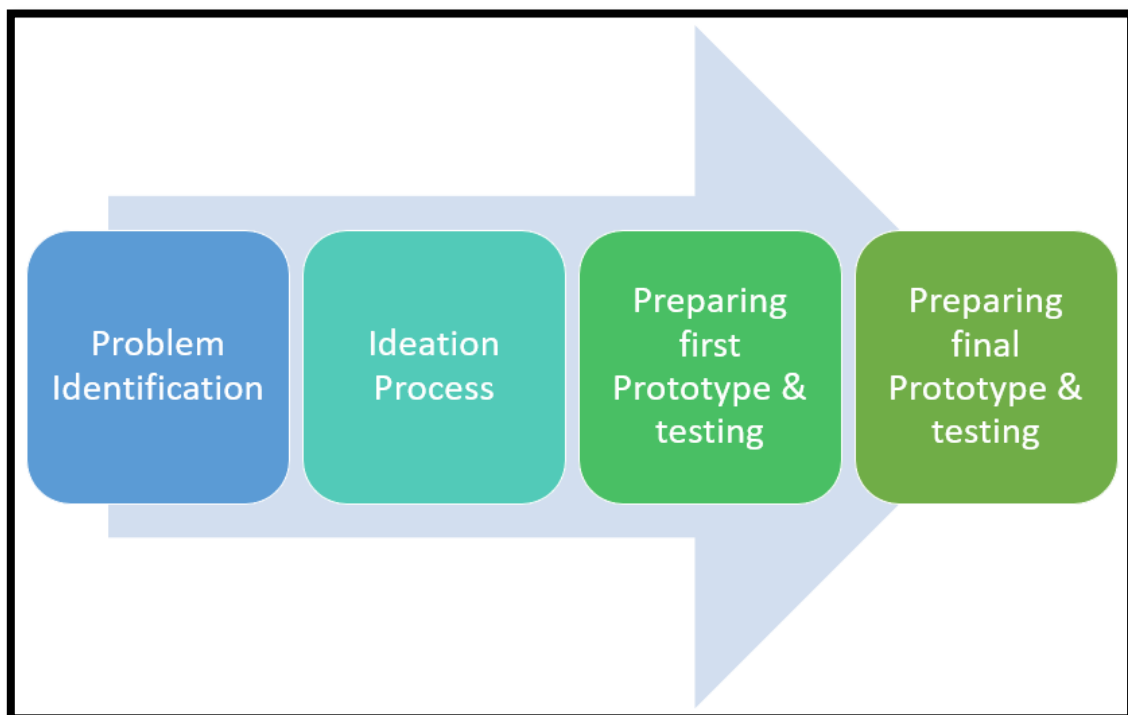 Problem
Identification
Ideation
Process
Preparing
first
Prototype &
testing
Preparing
final
Prototype &
testing